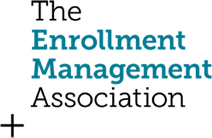 The
Enrollment
Management
Association
+